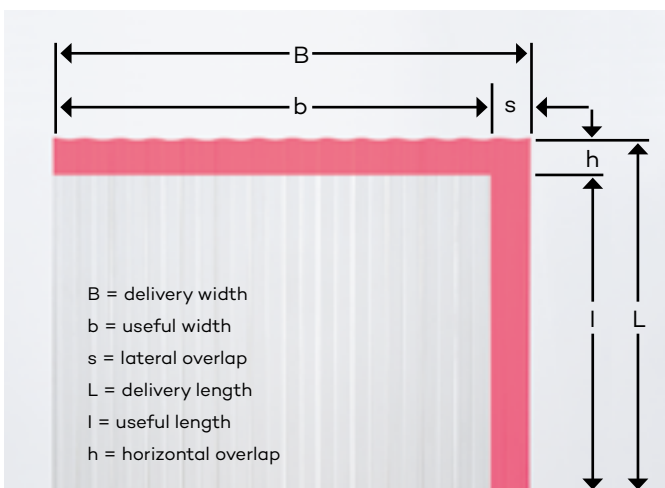 B
b
s
h
l
L
B = delivery width
b = useful width
s = lateral overlap
L = delivery length
l = useful length
h = horizontal overlap